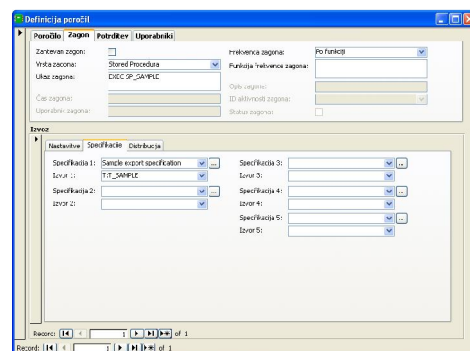 Definicija poročil
Poročilo Zagon Potrditev Uporabniki
Zahtevan zagon:
Vrsta zagona: Stored Procedura
Ukaz zagona: EXEC SP_SAMPLE
Čas zagona:
Uporabnik zagona:
Frekvenca zagona: Po funkciji
Funkcija frekvence zagona:
Opis zagona:
ID aktivnosti zagona:
Status zagona:
Izvoz
Nastavitve Specifikacije Distribucija
Specifikacija 1: Sample export specification ...
Izvor 1: T:T_SAMPLE
Specifikacija 2: ...
Izvor 2:
Specifikacija 3: ...
Izvor 3:
Specifikacija 4: ...
Izvor 4:
Specifikacija 5: ...
Izvor 5:
Record: 1 of 1
Record: 1 of 1